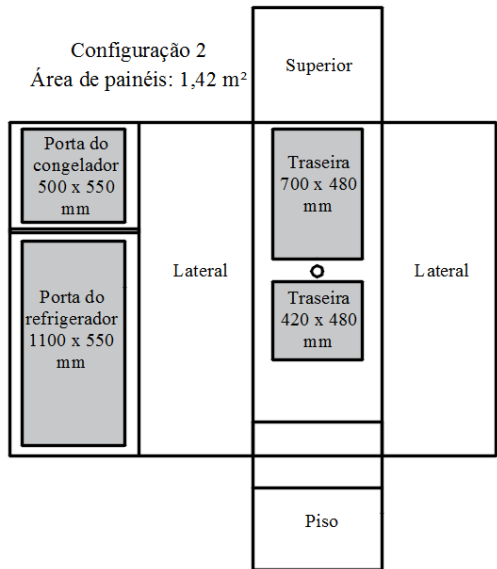 Configuração 2
Área de painéis: 1,42 m²
Superior
Porta do
congelador
500 x 550
mm
Traseira
700 x 480
mm
Lateral
Lateral
Porta do
refrigerador
1100 x 550
mm
Traseira
420 x 480
mm
Piso